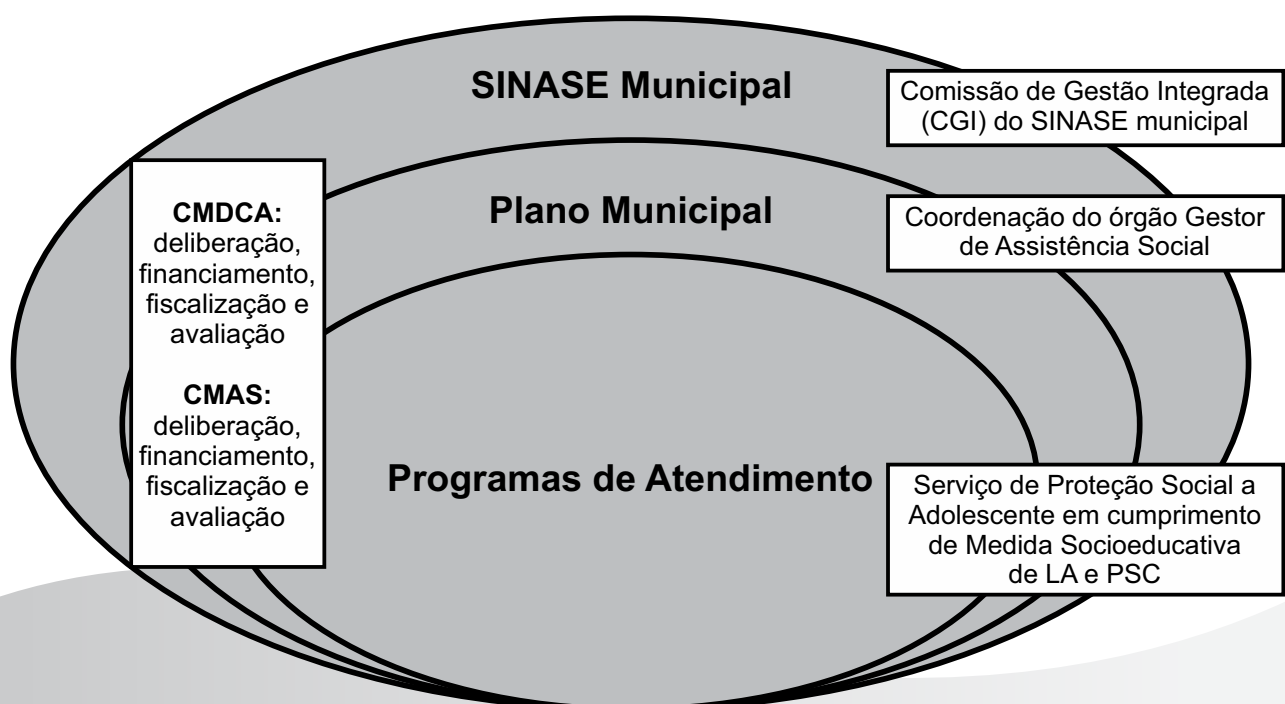 SINASE Municipal
Comissão de Gestão Integrada
(CGI) do SINASE municipal
CMDCA:
deliberação,
financiamento,
fiscalização e
avaliação
CMAS:
deliberação,
financiamento,
fiscalização e
avaliação
Plano Municipal
Coordenação do órgão Gestor
de Assistência Social
Programas de Atendimento
Serviço de Proteção Social a
Adolescente em cumprimento
de Medida Socioeducativa
de LA e PSC